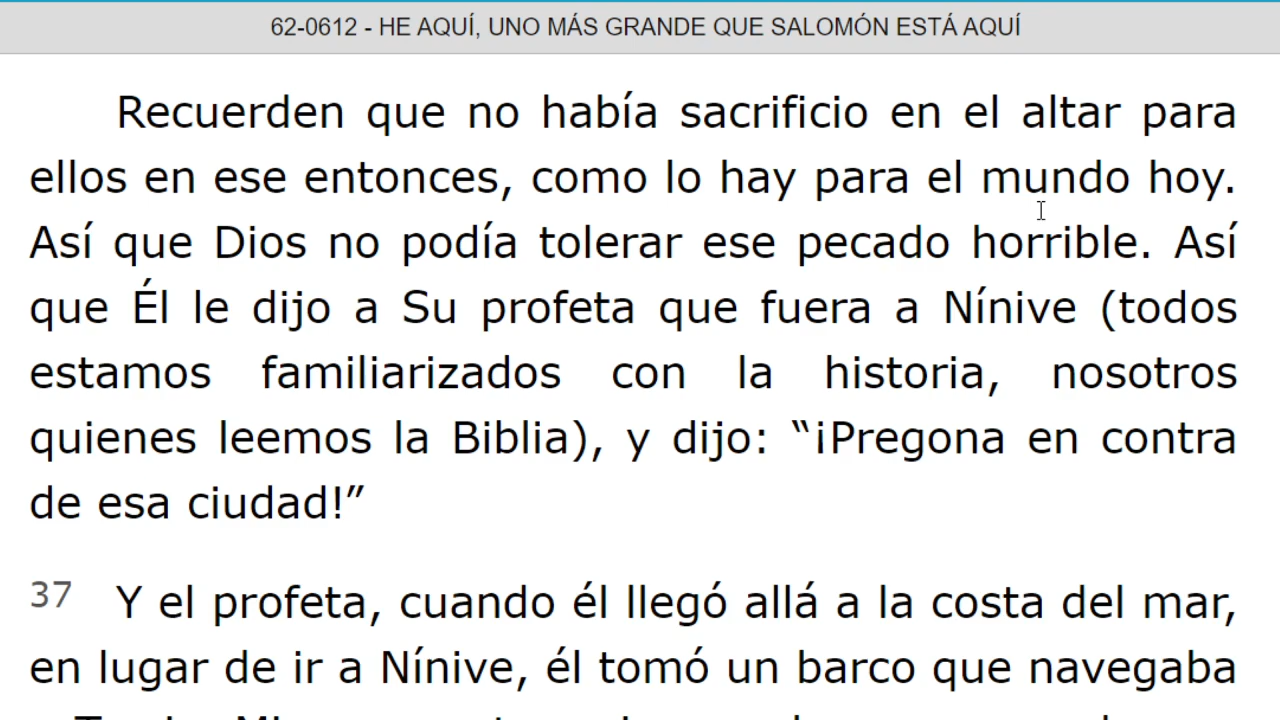 62-0612 - HE AQUÍ, UNO MÁS GRANDE QUE SALOMÓN ESTÁ AQUÍ
Recuerden que no había sacrificio en el altar para
ellos en ese entonces, como lo hay para el mundo hoy.
Así que Dios no podía tolerar ese pecado horrible. Así
que Él le dijo a Su profeta que fuera a Nínive (todos
estamos familiarizados con la historia, nosotros
quienes leemos la Biblia), y dijo: “¡Pregona en contra
de esa ciudad!”
37 Y el profeta, cuando él llegó allá a la costa del mar,
en lugar de ir a Nínive, él tomó un barco que navegaba